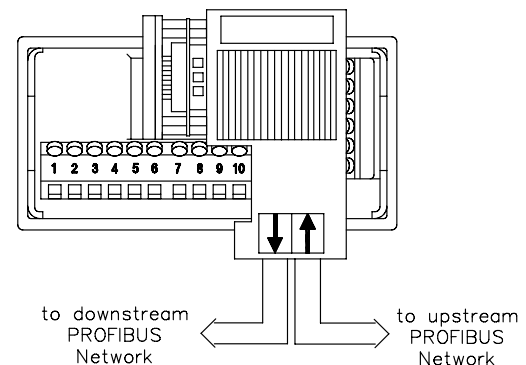 1 2 3 4 5 6 7 8 9 10
to downstream
PROFIBUS
Network
to upstream
PROFIBUS
Network